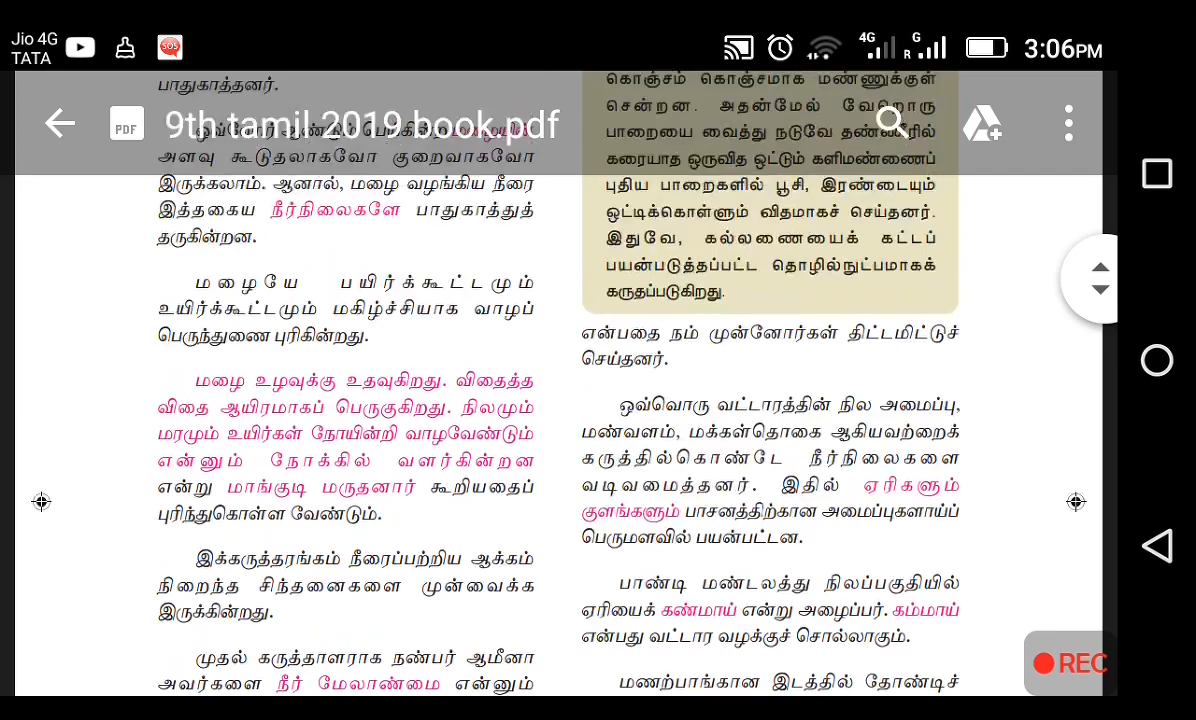 Jio 4G
TATA
SOS
4G
G
R
3:06PM
PDF
9th tamil 2019 book.pdf
பாதுகாத்தனர்.
ஒவ்வோர் ஆண்டும் பெய்கின்ற மழையின்
அளவு கூடுதலாகவோ குறைவாகவோ
இருக்கலாம். ஆனால், மழை வழங்கிய நீரை
இத்தகைய நீர்நிலைகளே பாதுகாத்துத்
தருகின்றன.
மழையே பயிர்க்கூட்டமும்
உயிர்க்கூட்டமும் மகிழ்ச்சியாக வாழப்
பெருந்துணை புரிகின்றது.
மழை உழவுக்கு உதவுகிறது. விதைத்த
விதை ஆயிரமாகப் பெருகுகிறது. நிலமும்
மரமும் உயிர்கள் நோயின்றி வாழவேண்டும்
என்னும் நோக்கில் வளர்கின்றன
என்று மாங்குடி மருதனார் கூறியதைப்
புரிந்துகொள்ள வேண்டும்.
இக்கருத்தரங்கம் நீரைப்பற்றிய ஆக்கம்
நிறைந்த சிந்தனைகளை முன்வைக்க
இருக்கின்றது.
முதல் கருத்தாளராக நண்பர் ஆமீனா
அவர்களை நீர் மேலாண்மை என்னும்
கொஞ்சம் கொஞ்சமாக மண்ணுக்குள்
சென்றன. அதன்மேல் வேறொரு
பாறையை வைத்து நடுவே தண்ணீரில்
கரையாத ஒருவித ஒட்டும் களிமண்ணைப்
புதிய பாறைகளில் பூசி, இரண்டையும்
ஒட்டிக்கொள்ளும் விதமாகச் செய்தனர்.
இதுவே, கல்லணையைக் கட்டப்
பயன்படுத்தப்பட்ட தொழில்நுட்பமாகக்
கருதப்படுகிறது.
என்பதை நம் முன்னோர்கள் திட்டமிட்டுச்
செய்தனர்.
ஒவ்வொரு வட்டாரத்தின் நில அமைப்பு,
மண்வளம், மக்கள்தொகை ஆகியவற்றைக்
கருத்தில்கொண்டே நீர்நிலைகளை
வடிவமைத்தனர். இதில் ஏரிகளும்
குளங்களும் பாசனத்திற்கான அமைப்புகளாய்ப்
பெருமளவில் பயன்பட்டன.
பாண்டி மண்டலத்து நிலப்பகுதியில்
ஏரியைக் கண்மாய் என்று அழைப்பர். கம்மாய்
என்பது வட்டார வழக்குச் சொல்லாகும்.
மணற்பாங்கான இடத்தில் தோண்டிச்
REC